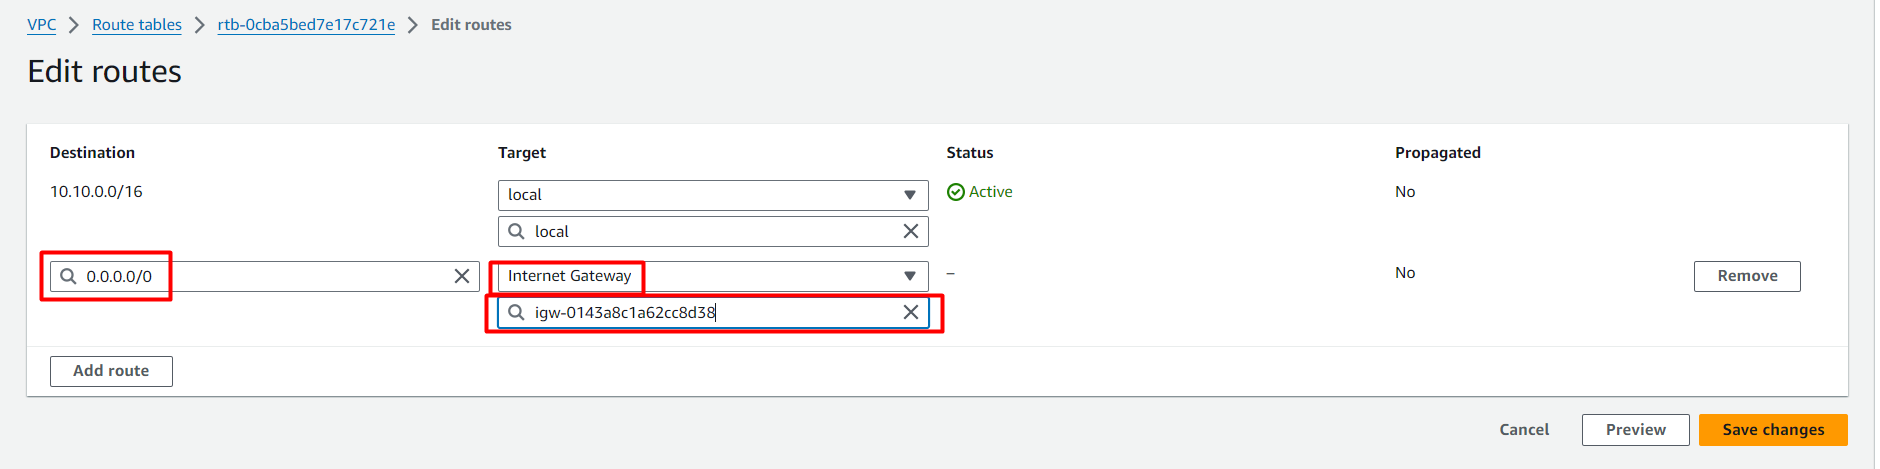 VPC > Route tables > rtb-0cba5bed7e17c721e > Edit routes
Edit routes
Destination Target Status Propagated
10.10.0.0/16 local Active No
local
0.0.0.0/0 Internet Gateway – No Remove
igw-0143a8c1a62cc8d38
Add route
Cancel Preview Save changes